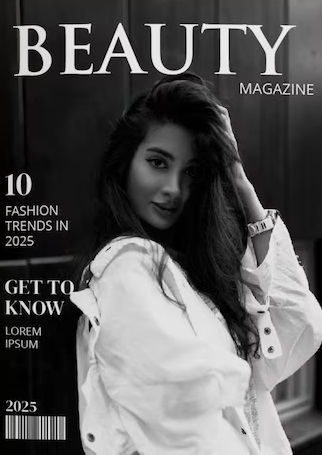 BEAUTY
MAGAZINE
10
FASHION
TRENDS IN
2025
GET TO
KNOW
LOREM
IPSUM
2025